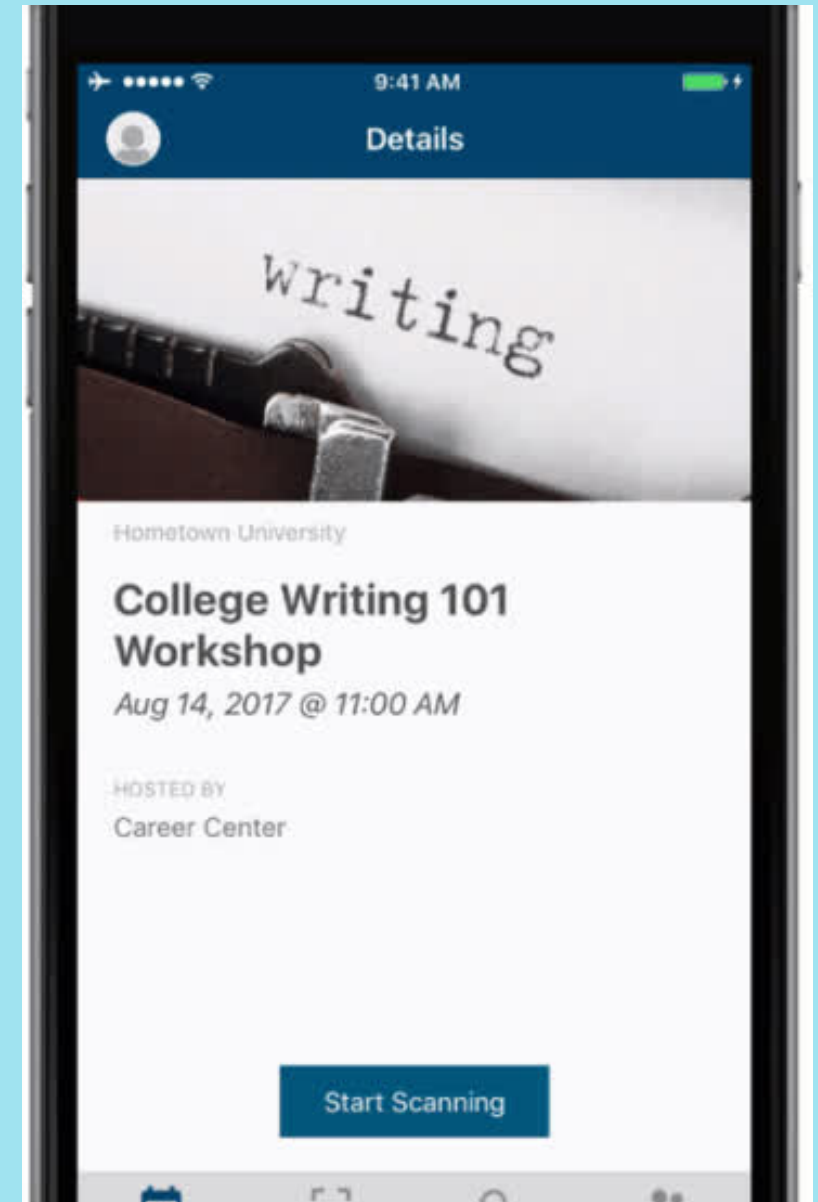 9:41 AM
Details
writing
Hometown University
College Writing 101
Workshop
Aug 14, 2017 @ 11:00 AM
HOSTED BY
Career Center
Start Scanning